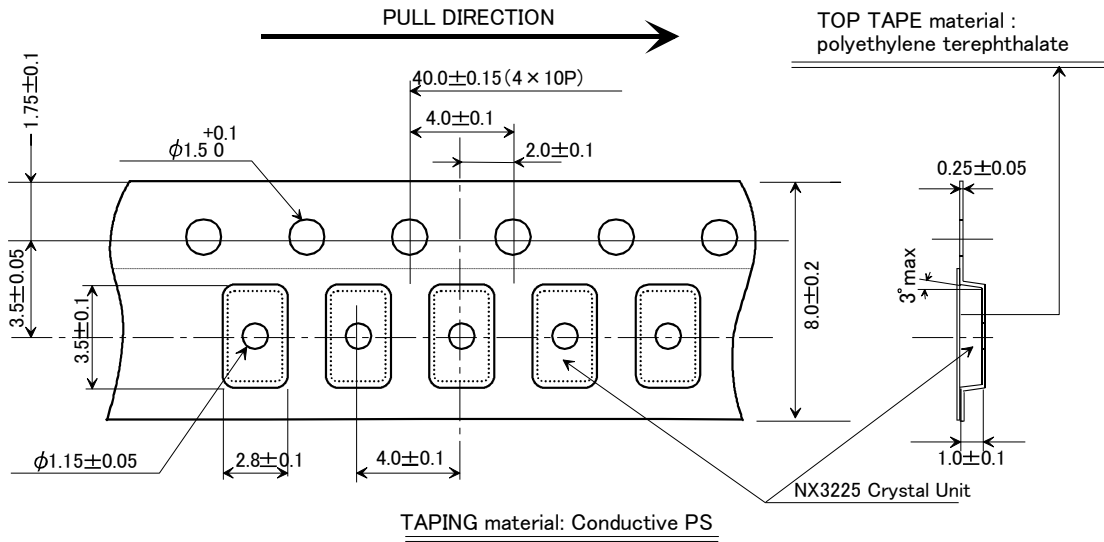 PULL DIRECTION
TOP TAPE material :
polyethylene terephthalate
1.75±0.1
40.0±0.15(4×10P)
4.0±0.1
+0.1
φ1.5 0
2.0±0.1
0.25±0.05
3.5±0.05
3.5±0.1
8.0±0.2
3°max
φ1.15±0.05
2.8±0.1
4.0±0.1
1.0±0.1
NX3225 Crystal Unit
TAPING material: Conductive PS